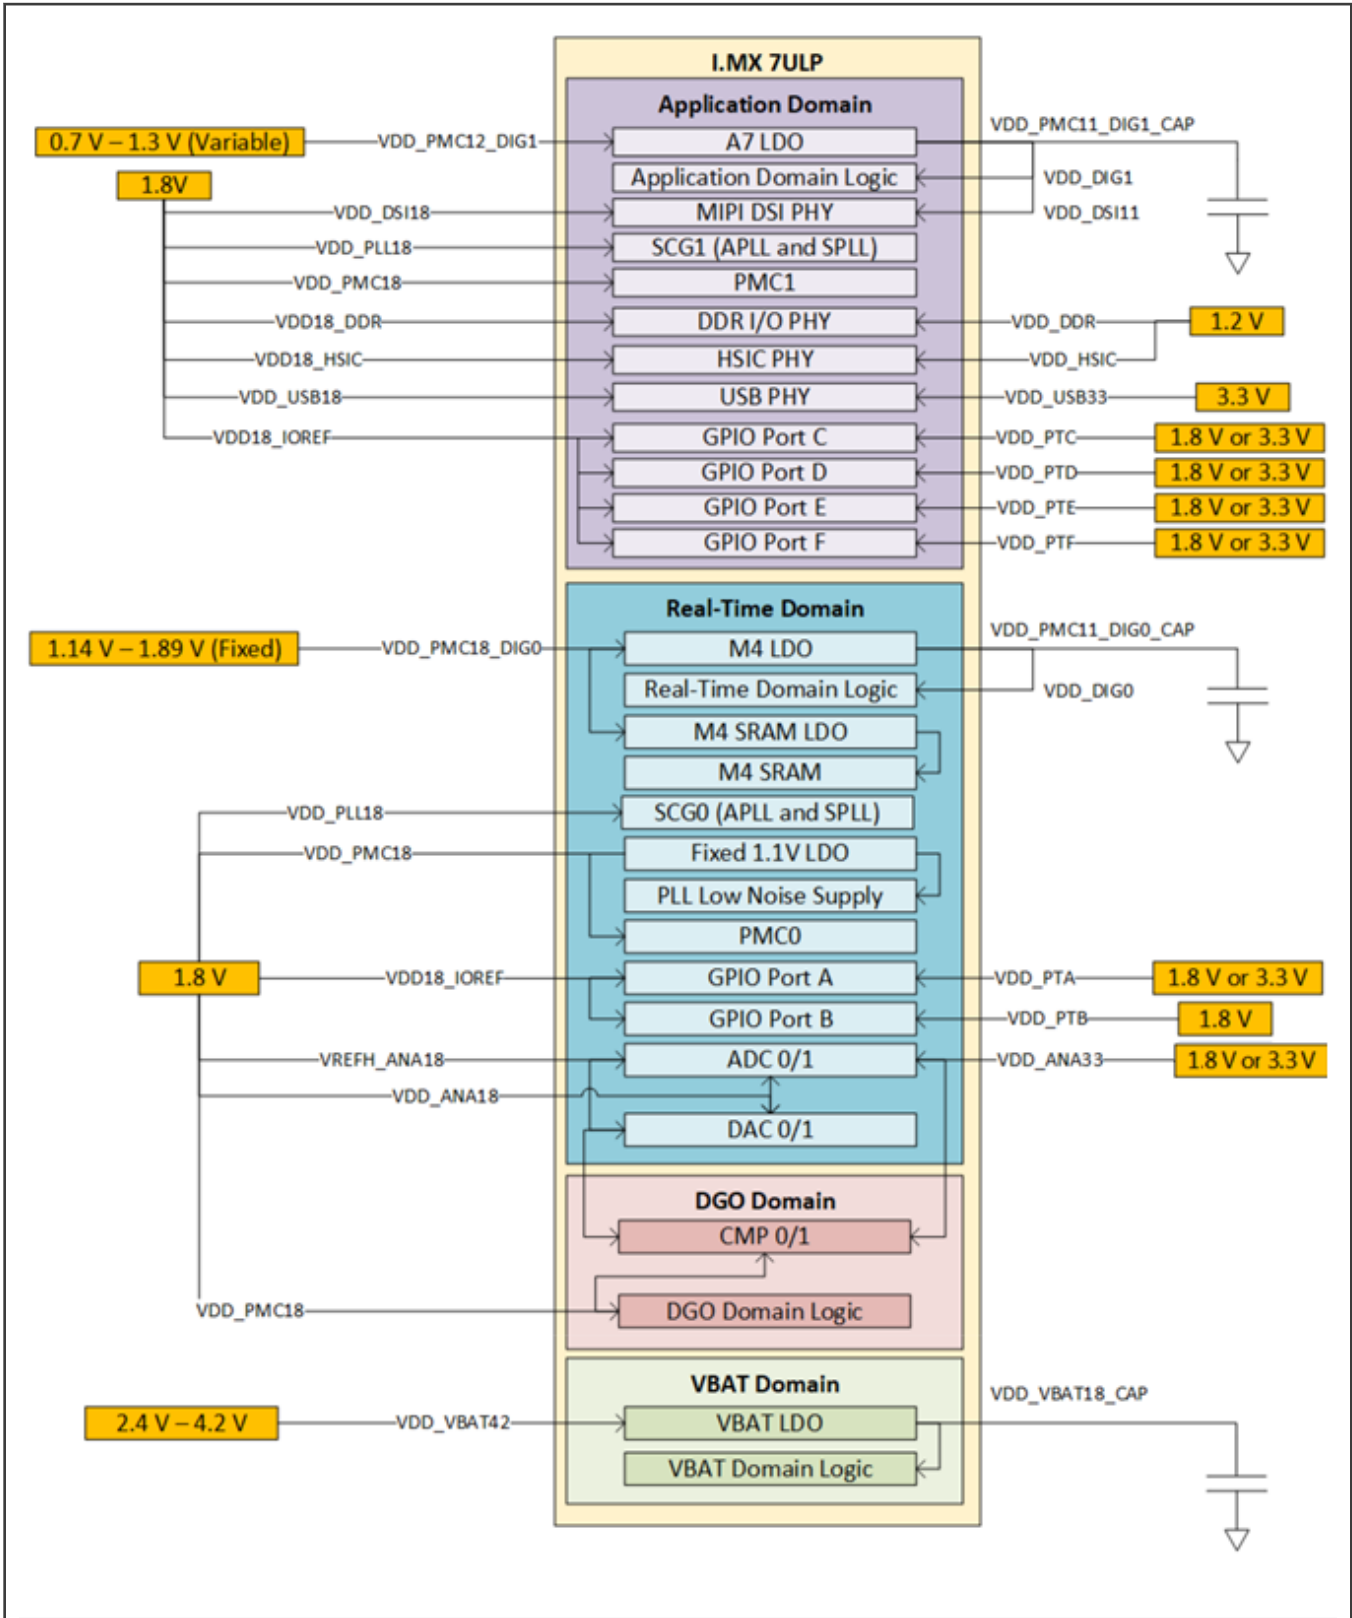 I.MX 7ULP
Application Domain
0.7 V – 1.3 V (Variable) VDD_PMC12_DIG1 A7 LDO VDD_PMC11_DIG1_CAP
1.8V
Application Domain Logic VDD_DIG1
VDD_DSI18 MIPI DSI PHY VDD_DSI11
VDD_PLL18 SCG1 (APLL and SPLL)
VDD_PMC18 PMC1
VDD18_DDR DDR I/O PHY VDD_DDR 1.2 V
VDD18_HSIC HSIC PHY VDD_HSIC
VDD_USB18 USB PHY VDD_USB33 3.3 V
VDD18_IOREF GPIO Port C VDD_PTC 1.8 V or 3.3 V
GPIO Port D VDD_PTD 1.8 V or 3.3 V
GPIO Port E VDD_PTE 1.8 V or 3.3 V
GPIO Port F VDD_PTF 1.8 V or 3.3 V
Real-Time Domain
1.14 V – 1.89 V (Fixed) VDD_PMC18_DIG0 M4 LDO VDD_PMC11_DIG0_CAP
Real-Time Domain Logic VDD_DIG0
M4 SRAM LDO
M4 SRAM
VDD_PLL18 SCG0 (APLL and SPLL)
VDD_PMC18 Fixed 1.1V LDO
PLL Low Noise Supply
PMC0
1.8 V VDD18_IOREF GPIO Port A VDD_PTA 1.8 V or 3.3 V
GPIO Port B VDD_PTB 1.8 V
VREFH_ANA18 ADC 0/1 VDD_ANA33 1.8 V or 3.3 V
VDD_ANA18
DAC 0/1
DGO Domain
CMP 0/1
VDD_PMC18 DGO Domain Logic
VBAT Domain
2.4 V – 4.2 V VDD_VBAT42 VBAT LDO VDD_VBAT18_CAP
VBAT Domain Logic